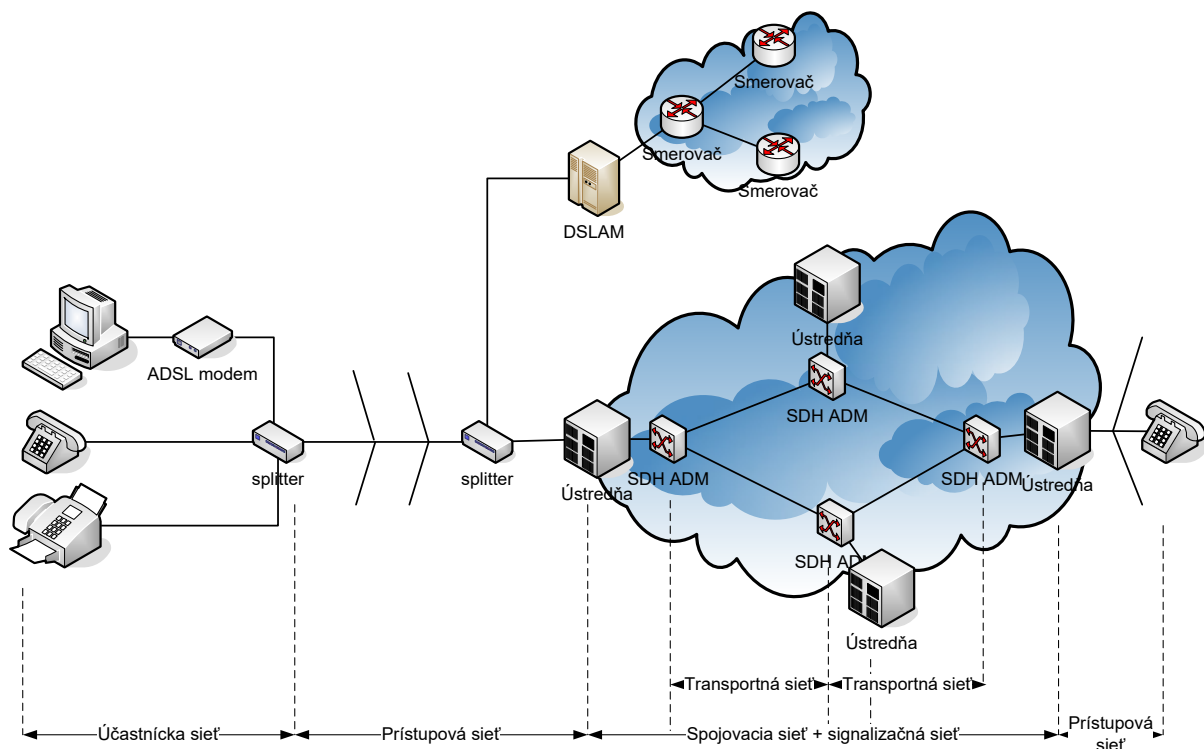 Smerovač
Smerovač
Smerovač
DSLAM
Ústredňa
ADSL modem
SDH ADM
splitter
splitter
Ústredňa
SDH ADM
SDH ADM
Ústredňa
SDH ADM
Ústredňa
Transportná sieť
Transportná sieť
Účastnícka sieť
Prístupová sieť
Spojovacia sieť + signalizačná sieť
Prístupová
sieť